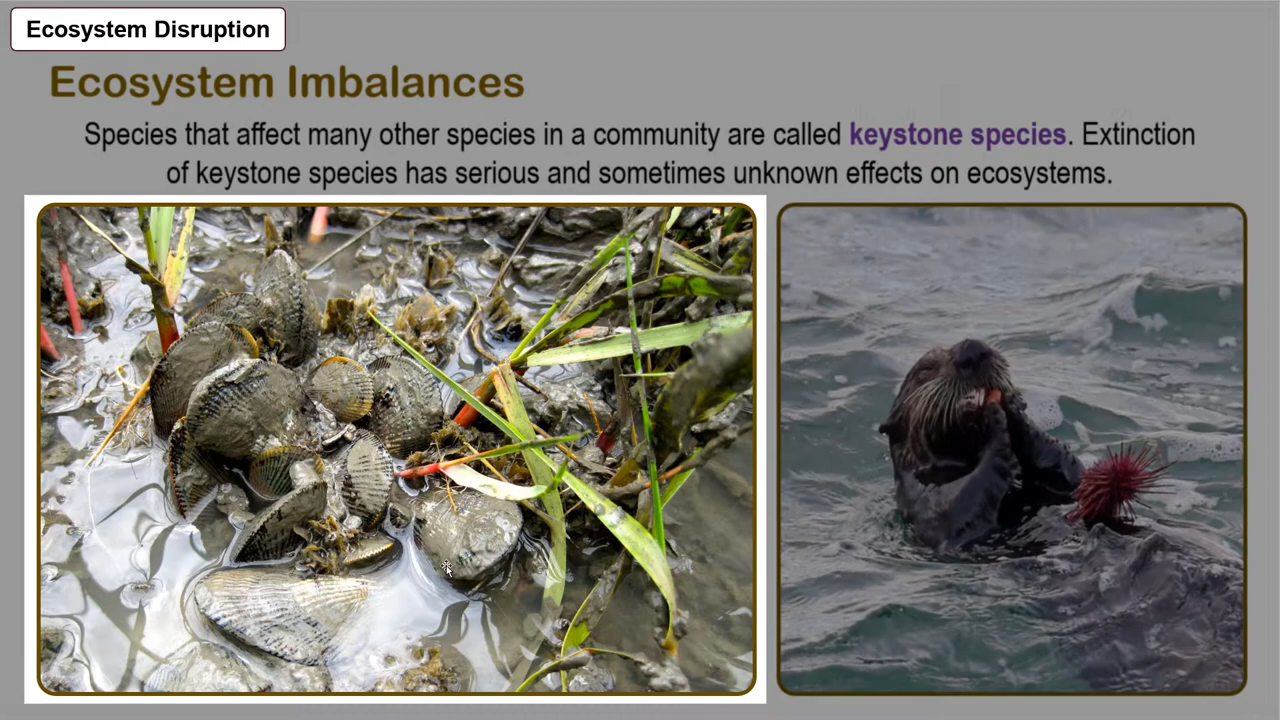 Ecosystem Disruption
Ecosystem Imbalances
Species that affect many other species in a community are called keystone species. Extinction
of keystone species has serious and sometimes unknown effects on ecosystems.